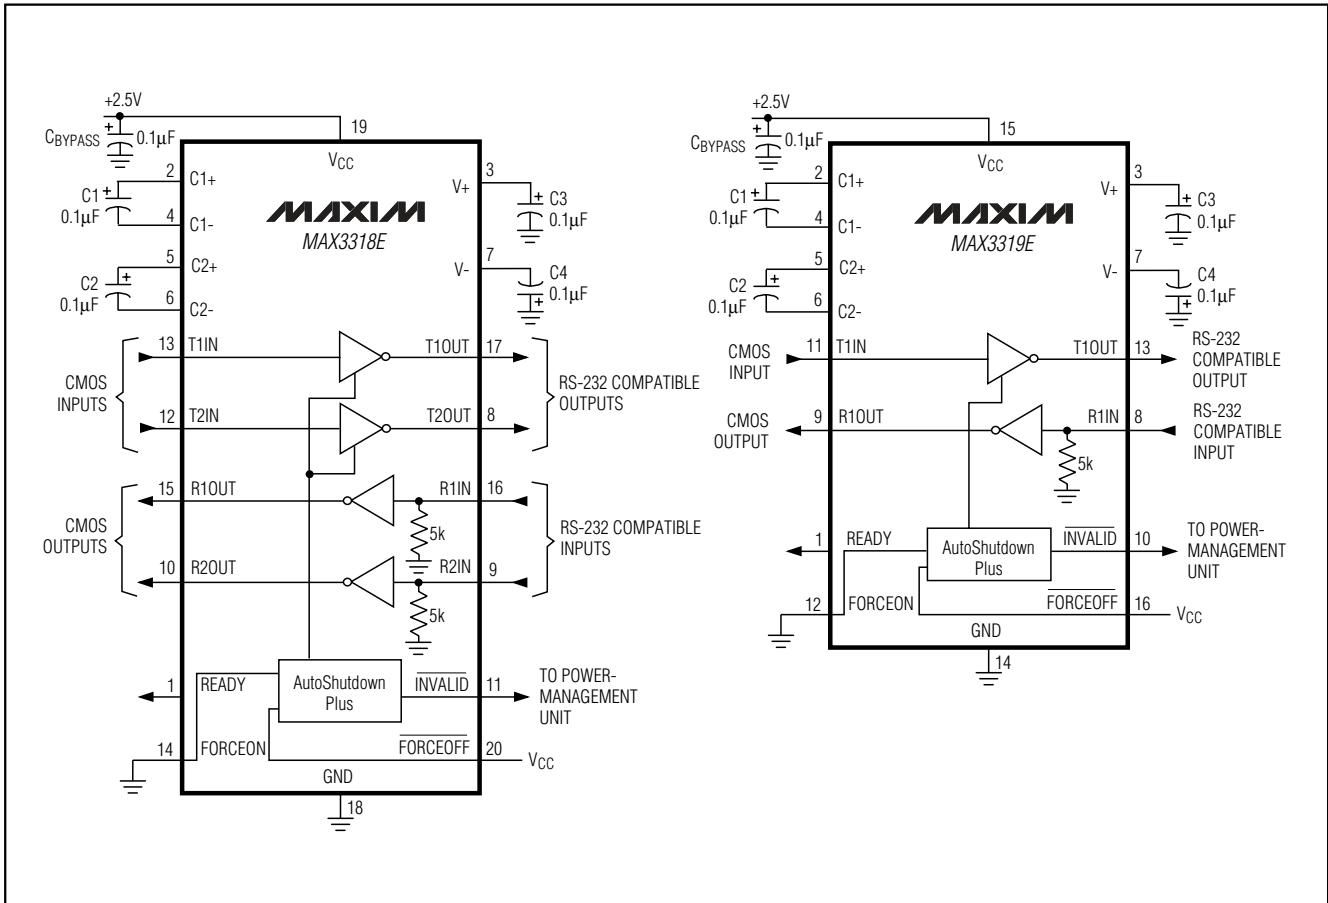 +2.5V
19
CBYPASS
+
0.1µF
VCC
2
C1+
C1
+
0.1µF
4
C1-
5
C2+
C2
+
0.1µF
6
C2-
3
V+
+
C3
0.1µF
7
V-
C4
0.1µF
+
MAXIM
MAX3318E
CMOS
INPUTS
13
T1IN
T1OUT
17
12
T2IN
T2OUT
8
RS-232 COMPATIBLE
OUTPUTS
CMOS
OUTPUTS
15
R1OUT
R1IN
16
5k
10
R2OUT
R2IN
9
5k
RS-232 COMPATIBLE
INPUTS
1
READY
AutoShutdown
Plus
INVALID
11
TO POWER-
MANAGEMENT
UNIT
14
FORCEON
FORCEOFF
20
VCC
GND
18
+2.5V
15
CBYPASS
+
0.1µF
VCC
2
C1+
C1
+
0.1µF
4
C1-
5
C2+
C2
+
0.1µF
6
C2-
3
V+
+
C3
0.1µF
7
V-
C4
0.1µF
+
MAXIM
MAX3319E
CMOS
INPUT
11
T1IN
T1OUT
13
RS-232
COMPATIBLE
OUTPUT
CMOS
OUTPUT
9
R1OUT
R1IN
8
RS-232
COMPATIBLE
INPUT
5k
1
READY
AutoShutdown
Plus
INVALID
10
TO POWER-
MANAGEMENT
UNIT
12
FORCEON
FORCEOFF
16
VCC
GND
14